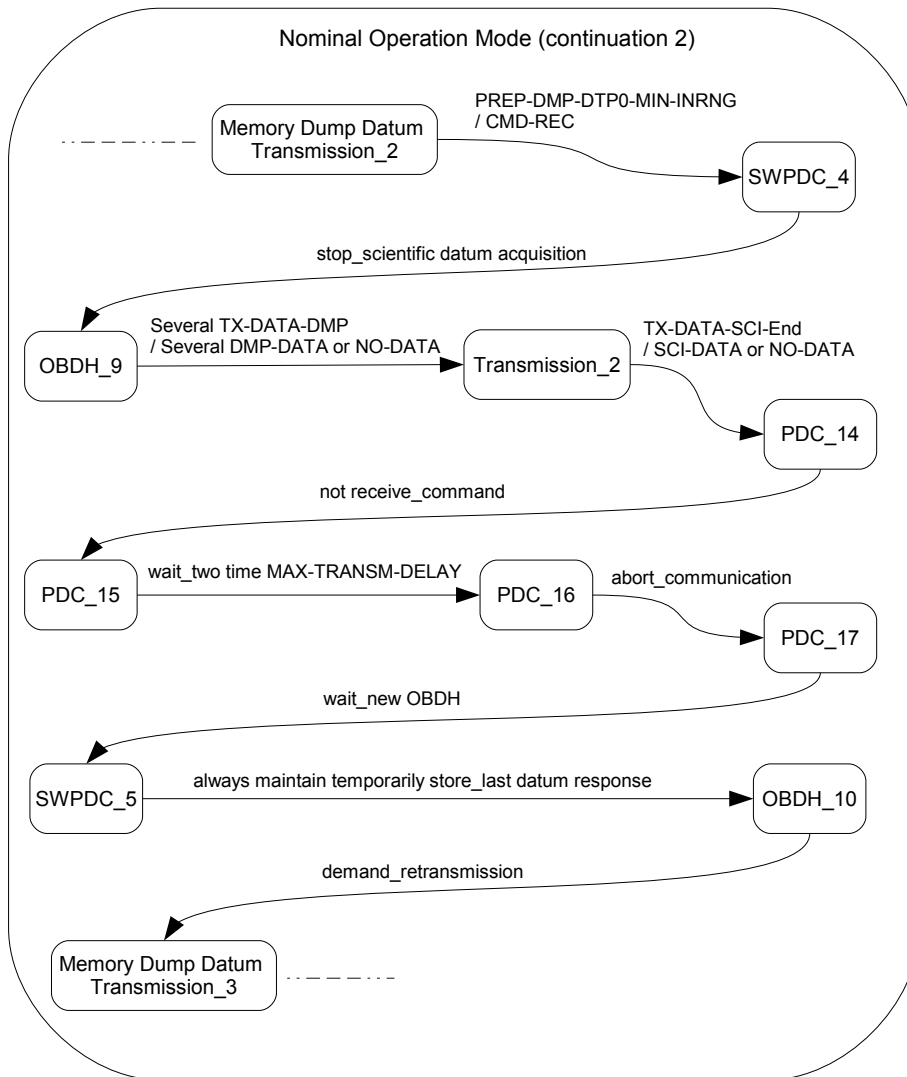 Nominal Operation Mode (continuation 2)
Memory Dump Datum
Transmission_2
PREP-DMP-DTP0-MIN-INRNG
/ CMD-REC
SWPDC_4
stop_scientific datum acquisition
OBDH_9
Several TX-DATA-DMP
/ Several DMP-DATA or NO-DATA
Transmission_2
TX-DATA-SCI-End
/ SCI-DATA or NO-DATA
PDC_14
not receive_command
PDC_15
wait_two time MAX-TRANSM-DELAY
PDC_16
abort_communication
PDC_17
wait_new OBDH
SWPDC_5
always maintain temporarily store_last datum response
OBDH_10
demand_retransmission
Memory Dump Datum
Transmission_3